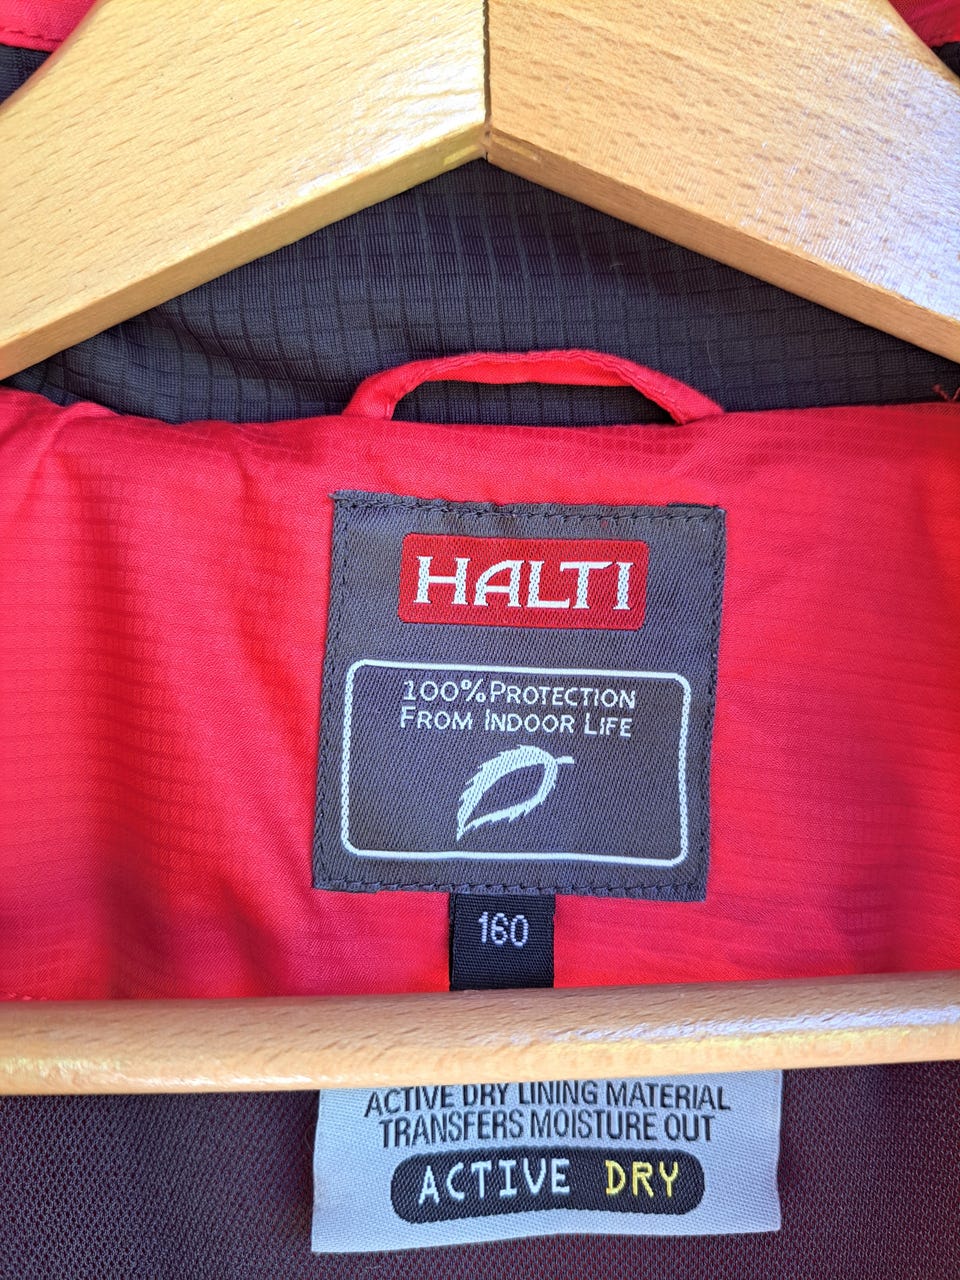 HALTI
100% PROTECTION
FROM INDOOR LIFE
160
ACTIVE DRY LINING MATERIAL
TRANSFERS MOISTURE OUT
ACTIVE DRY